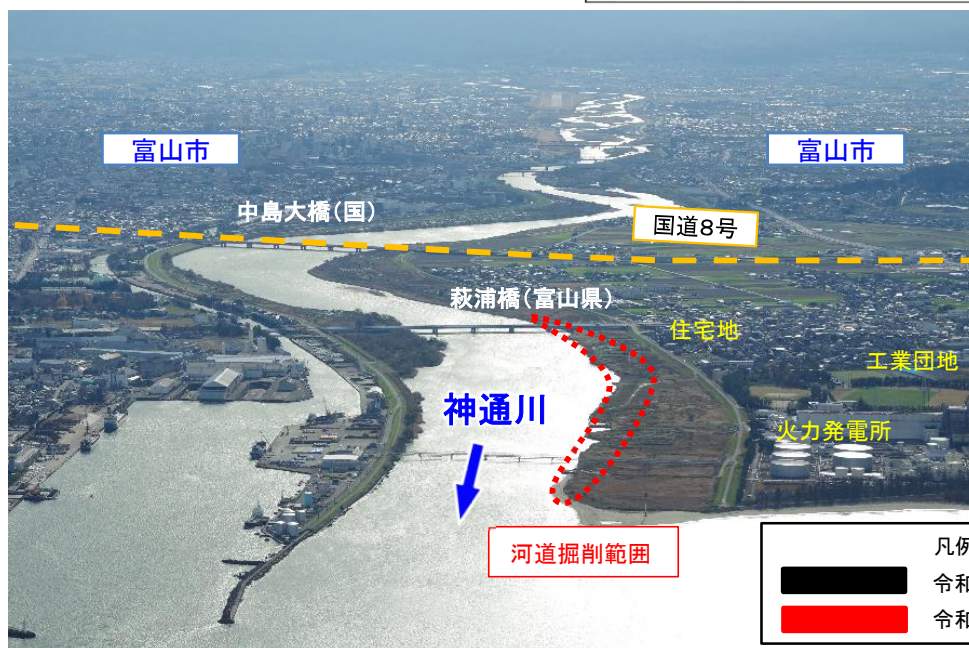 富山市
富山市
中島大橋(国)
国道8号
萩浦橋(富山県)
住宅地
工業団地
神通川
火力発電所
河道掘削範囲
凡例
令和
令和